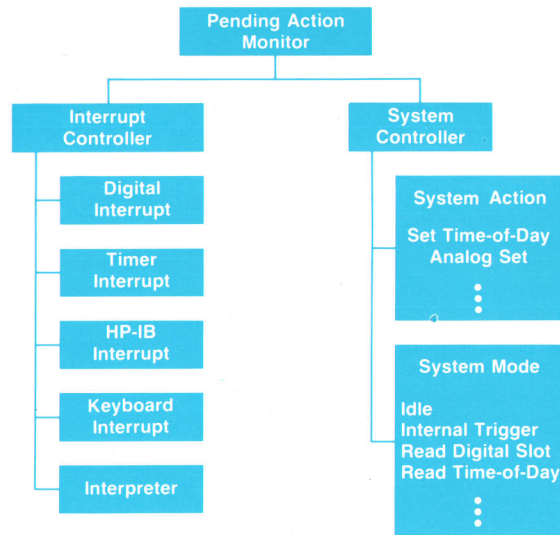 Pending Action
Monitor
Interrupt
Controller
System
Controller
Digital
Interrupt
Timer
Interrupt
HP-IB
Interrupt
Keyboard
Interrupt
Interpreter
System Action
Set Time-of-Day
Analog Set
System Mode
Idle
Internal Trigger
Read Digital Slot
Read Time-of-Day